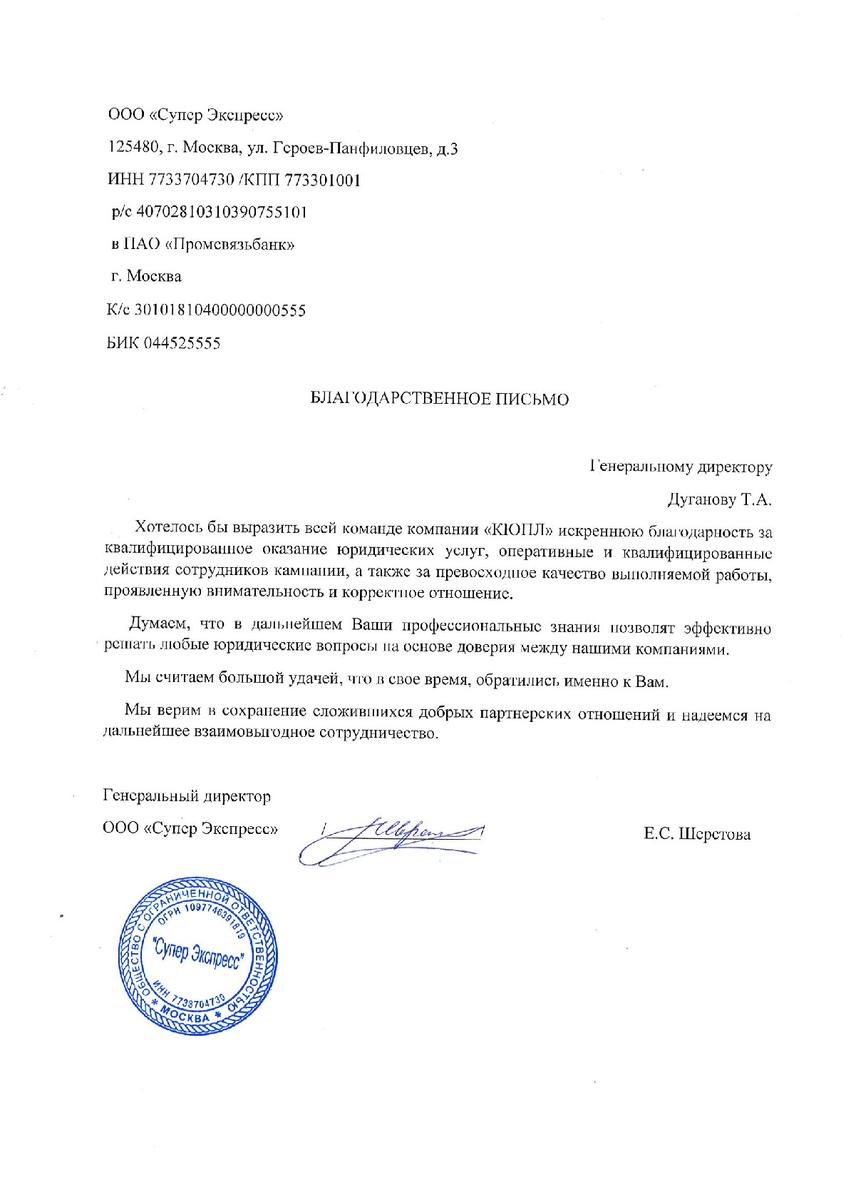 ООО «Супер Экспресс»
125480, г. Москва, ул. Героев-Панфиловцев, д.3
ИНН 7733704730 /КПП 773301001
р/с 40702810310390755101
в ПАО «Промсвязьбанк»
г. Москва
К/с 30101810400000000555
БИК 044525555
БЛАГОДАРСТВЕННОЕ ПИСЬМО
Генеральному директору
Дуганову Т.А.
Хотелось бы выразить всей команде компании «КЮПЛ» искреннюю благодарность за
квалифицированное оказание юридических услуг, оперативные и квалифицированные
действия сотрудников кампании, а также за превосходное качество выполняемой работы,
проявленную внимательность и корректное отношение.
Думаем, что в дальнейшем Ваши профессиональные знания позволят эффективно
решать любые юридические вопросы на основе доверия между нашими компаниями.
Мы считаем большой удачей, что в свое время, обратились именно к Вам.
Мы верим в сохранение сложившихся добрых партнерских отношений и надеемся на
дальнейшее взаимовыгодное сотрудничество.
Генеральный директор
ООО «Супер Экспресс»
Е.С. Шерстова
ОБЩЕСТВО С ОГРАНИЧЕННОЙ ОТВЕТСТВЕННОСТЬЮ
ОГРН 1097746391819
"Супер Экспресс"
ИНН 7733704730
* МОСКВА *